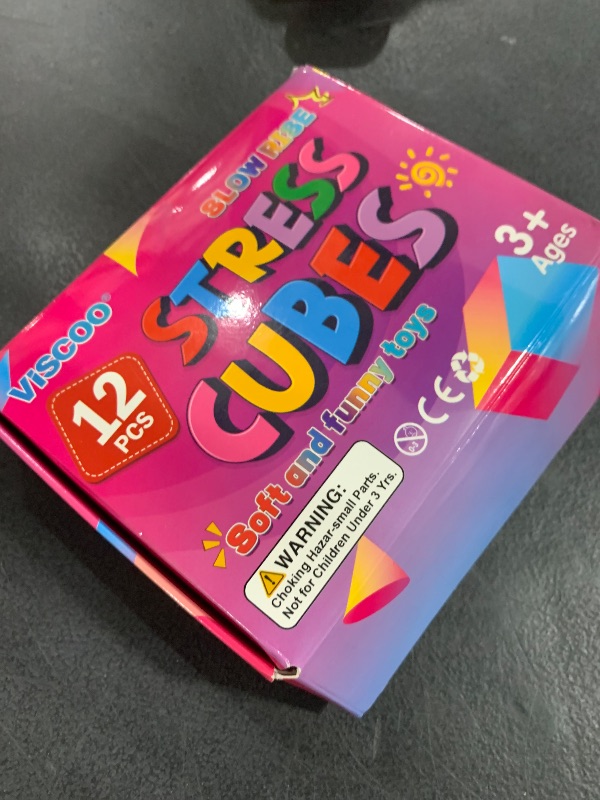 SLOW RISE
STRESS
CUBES
Soft and funny toys
VISCOO®
12
PCS
3+
Ages
CE
WARNING:
Choking Hazar-small Parts.
Not for Children Under 3 Yrs.